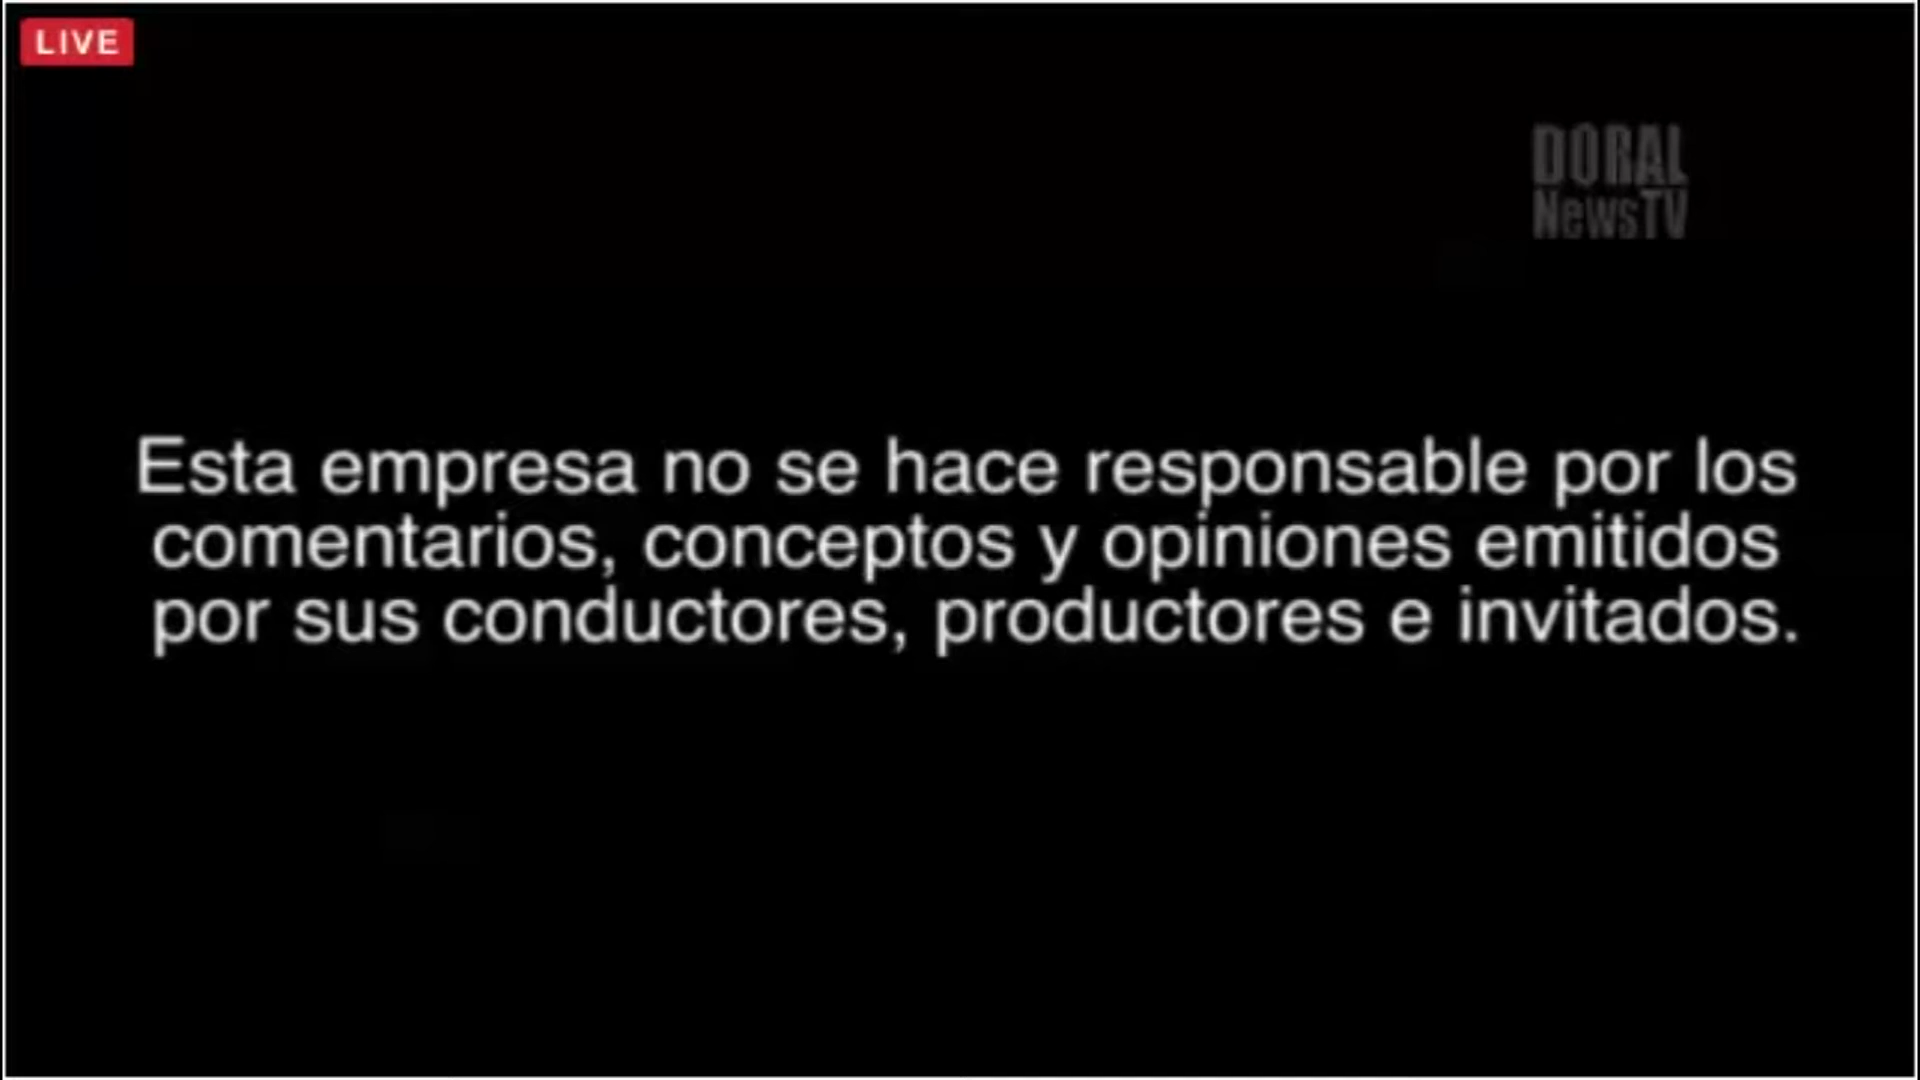 LIVE
DORAL
NewsTV
Esta empresa no se hace responsable por los
comentarios, conceptos y opiniones emitidos
por sus conductores, productores e invitados.